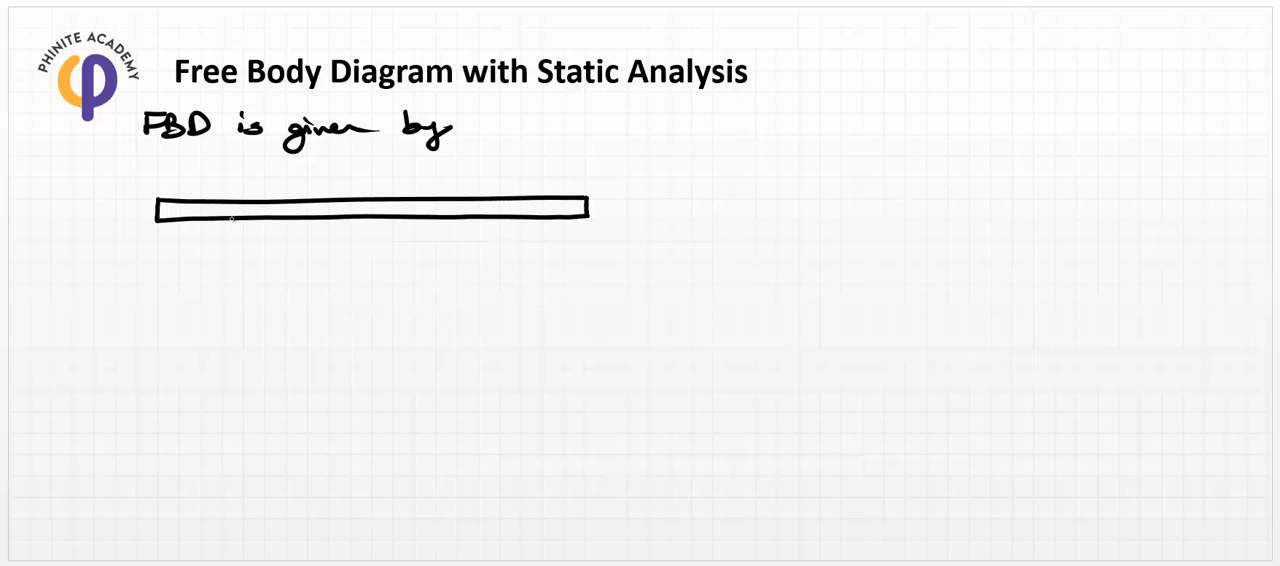 PHINITE ACADEMY
Free Body Diagram with Static Analysis
FBD is given by